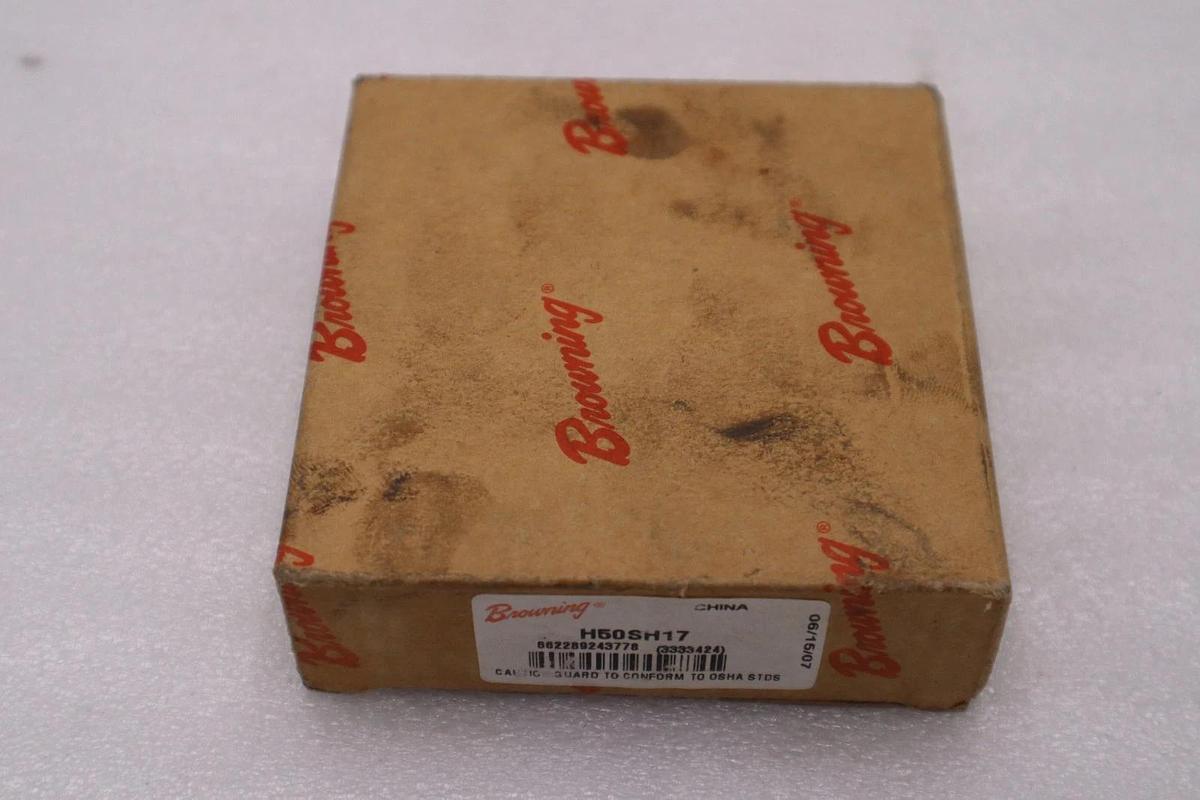 Browning
Browning®
Browning
Browning®
Browning®
Browning
Browning® CHINA
H50SH17
662289243778 (3333424)
GUARD TO CONFORM TO OSHA STDS
06/15/07